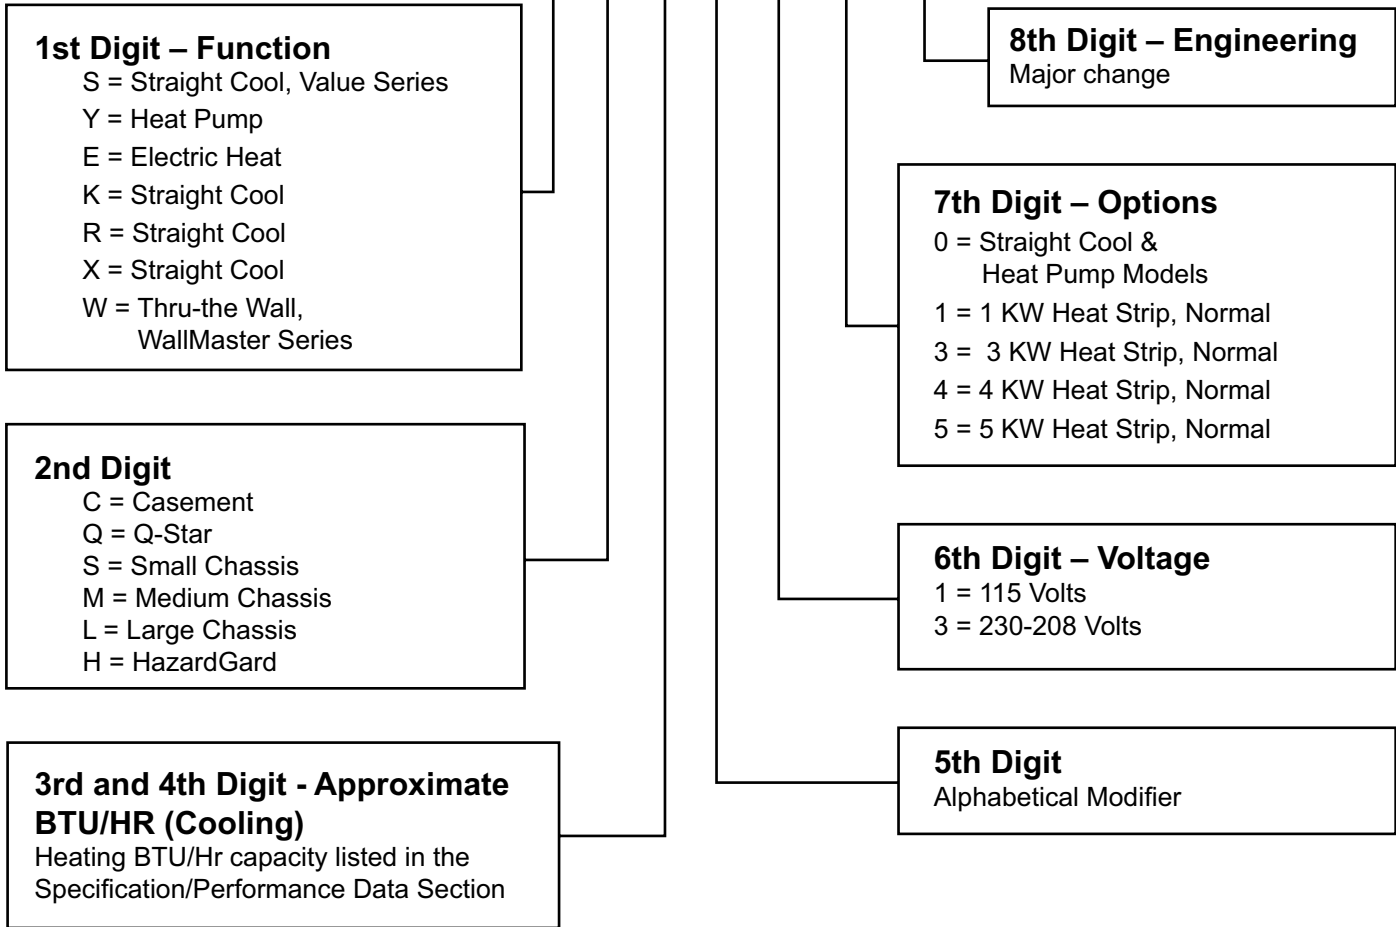 1st Digit – Function
S = Straight Cool, Value Series
Y = Heat Pump
E = Electric Heat
K = Straight Cool
R = Straight Cool
X = Straight Cool
W = Thru-the Wall,
WallMaster Series
2nd Digit
C = Casement
Q = Q-Star
S = Small Chassis
M = Medium Chassis
L = Large Chassis
H = HazardGard
3rd and 4th Digit - Approximate
BTU/HR (Cooling)
Heating BTU/Hr capacity listed in the
Specification/Performance Data Section
8th Digit – Engineering
Major change
7th Digit – Options
0 = Straight Cool &
Heat Pump Models
1 = 1 KW Heat Strip, Normal
3 =  3 KW Heat Strip, Normal
4 = 4 KW Heat Strip, Normal
5 = 5 KW Heat Strip, Normal
6th Digit – Voltage
1 = 115 Volts
3 = 230-208 Volts
5th Digit
Alphabetical Modifier